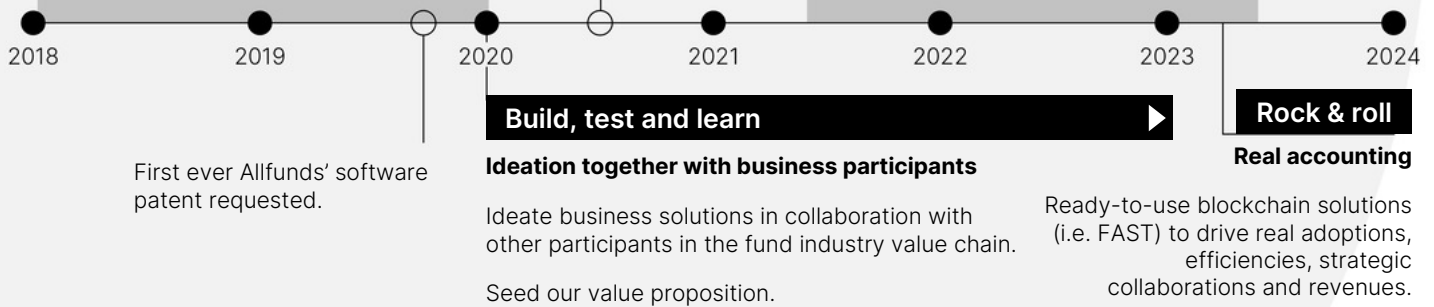 2018
2019
2020
2021
2022
2023
2024
Build, test and learn
Rock & roll
First ever Allfunds’ software
patent requested.
Ideation together with business participants
Ideate business solutions in collaboration with
other participants in the fund industry value chain.
Seed our value proposition.
Real accounting
Ready-to-use blockchain solutions
(i.e. FAST) to drive real adoptions,
efficiencies, strategic
collaborations and revenues.